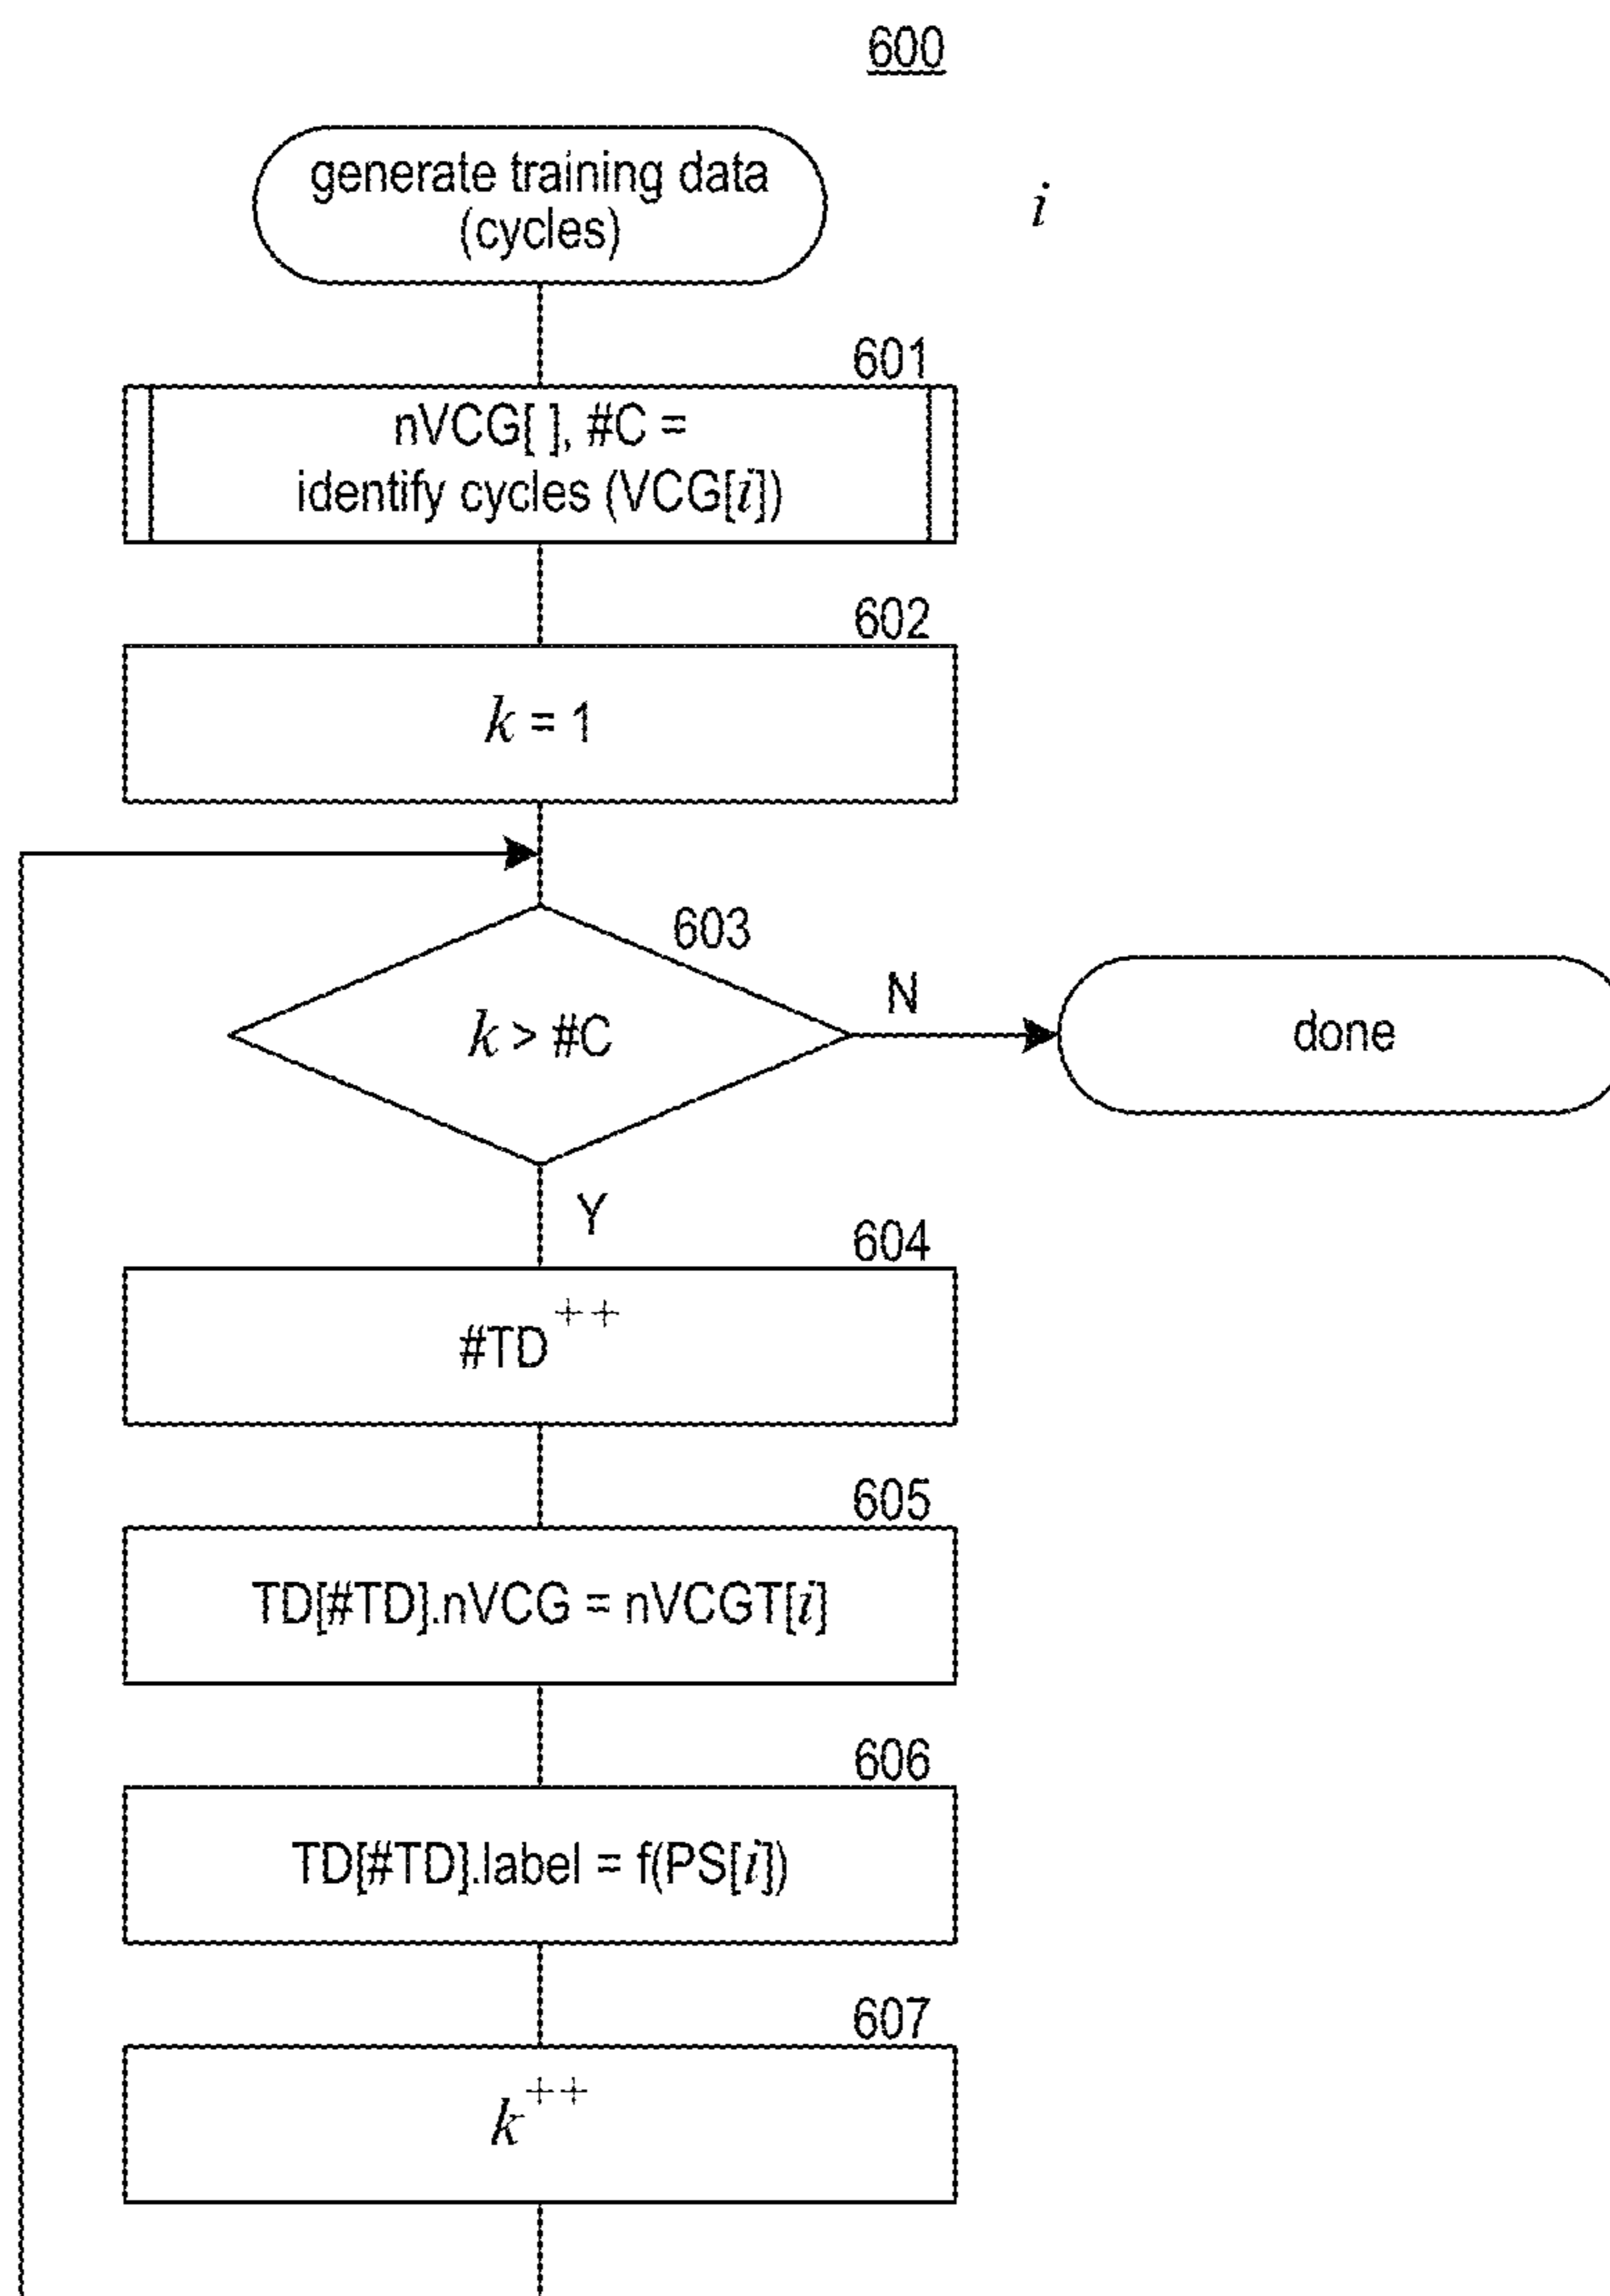 600
generate training data
(cycles)
i
601
nVCG[ ], #C =
identify cycles (VCG[i])
602
k = 1
603
k > #C
N
done
Y
604
#TD++
605
TD[#TD].nVCG = nVCGT[i]
606
TD[#TD].label = f(PS[i])
607
k++